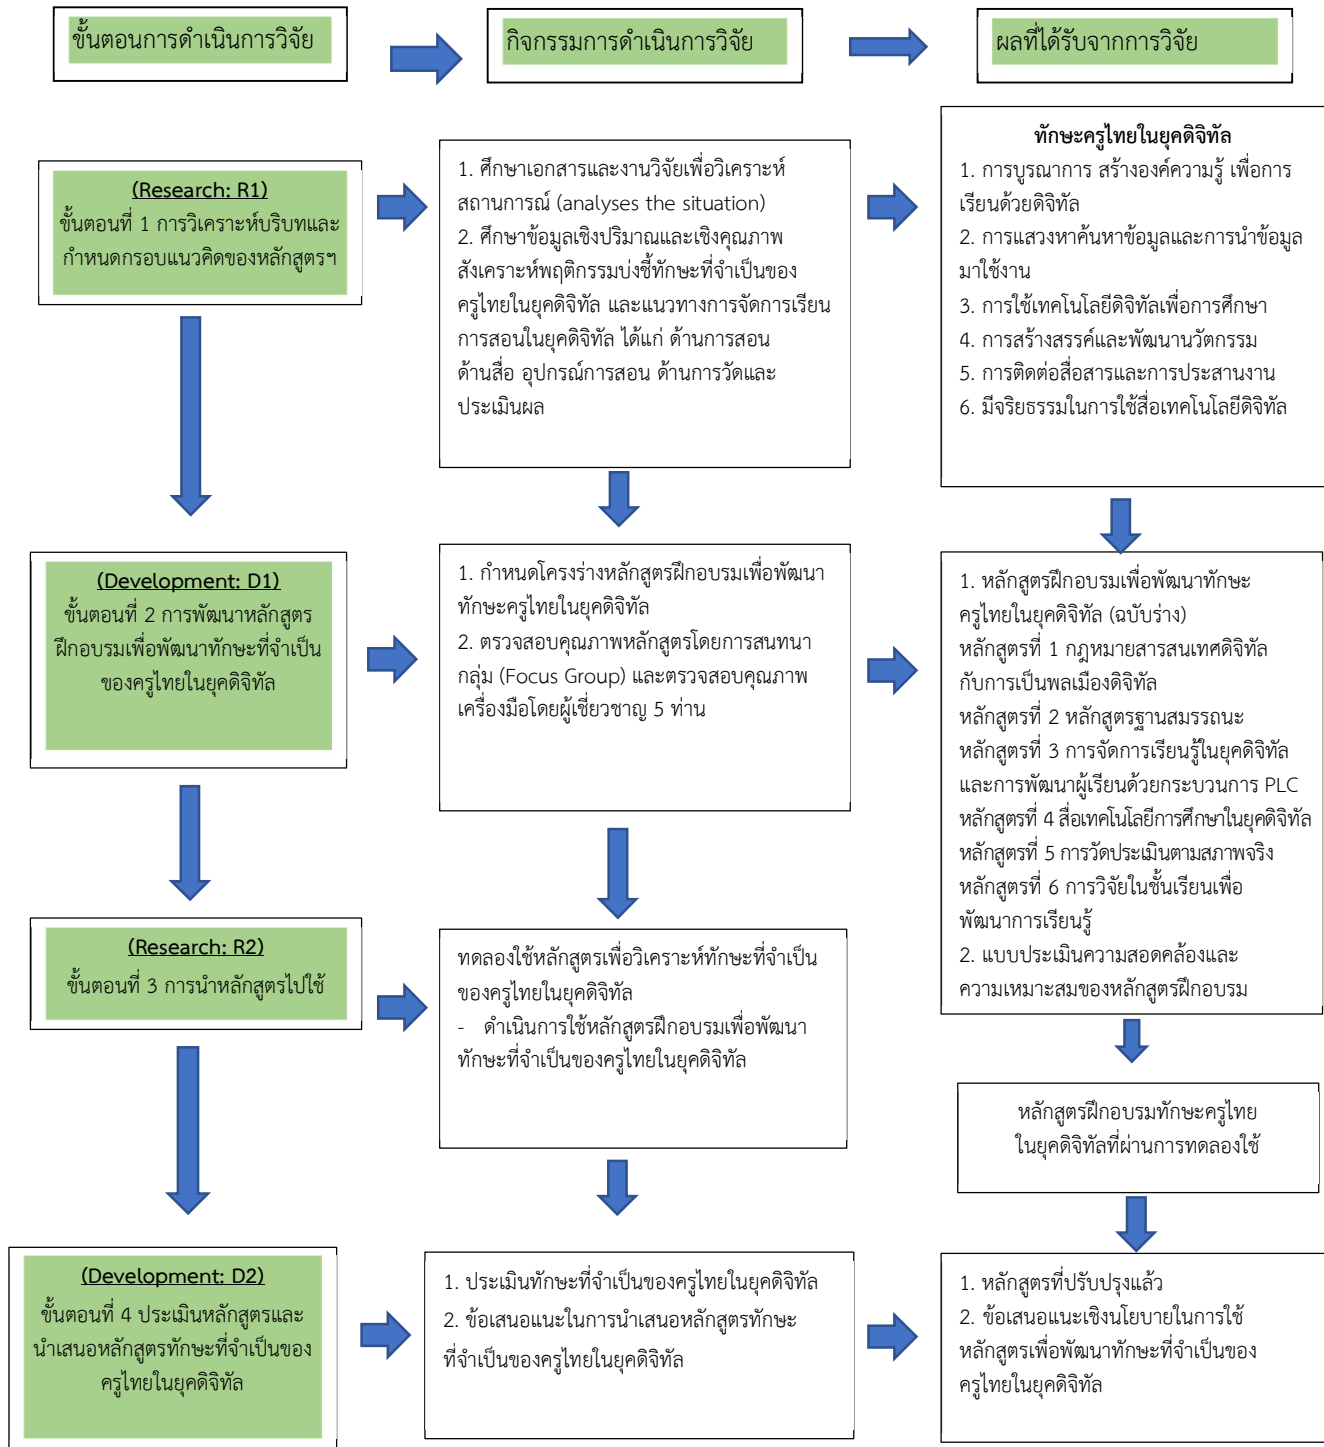 ขั้นตอนการดำเนินการวิจัย
กิจกรรมการดำเนินการวิจัย
ผลที่ได้รับจากการวิจัย
(Research: R1)
ขั้นตอนที่ 1 การวิเคราะห์บริบทและ
กำหนดกรอบแนวคิดของหลักสูตรฯ
1. ศึกษาเอกสารและงานวิจัยเพื่อวิเคราะห์
สถานการณ์ (analyses the situation)
2. ศึกษาข้อมูลเชิงปริมาณและเชิงคุณภาพ
สังเคราะห์พฤติกรรมบ่งชี้ทักษะที่จำเป็นของ
ครูไทยในยุคดิจิทัล และแนวทางการจัดการเรียน
การสอนในยุคดิจิทัล ได้แก่ ด้านการสอน
ด้านสื่อ อุปกรณ์การสอน ด้านการวัดและ
ประเมินผล
ทักษะครูไทยในยุคดิจิทัล
1. การบูรณาการ สร้างองค์ความรู้ เพื่อการ
เรียนด้วยดิจิทัล
2. การแสวงหาค้นหาข้อมูลและการนำข้อมูล
มาใช้งาน
3. การใช้เทคโนโลยีดิจิทัลเพื่อการศึกษา
4. การสร้างสรรค์และพัฒนานวัตกรรม
5. การติดต่อสื่อสารและการประสานงาน
6. มีจริยธรรมในการใช้สื่อเทคโนโลยีดิจิทัล
(Development: D1)
ขั้นตอนที่ 2 การพัฒนาหลักสูตร
ฝึกอบรมเพื่อพัฒนาทักษะที่จำเป็น
ของครูไทยในยุคดิจิทัล
1. กำหนดโครงร่างหลักสูตรฝึกอบรมเพื่อพัฒนา
ทักษะครูไทยในยุคดิจิทัล
2. ตรวจสอบคุณภาพหลักสูตรโดยการสนทนา
กลุ่ม (Focus Group) และตรวจสอบคุณภาพ
เครื่องมือโดยผู้เชี่ยวชาญ 5 ท่าน
1. หลักสูตรฝึกอบรมเพื่อพัฒนาทักษะ
ครูไทยในยุคดิจิทัล (ฉบับร่าง)
หลักสูตรที่ 1 กฎหมายสารสนเทศดิจิทัล
กับการเป็นพลเมืองดิจิทัล
หลักสูตรที่ 2 หลักสูตรฐานสมรรถนะ
หลักสูตรที่ 3 การจัดการเรียนรู้ในยุคดิจิทัล
และการพัฒนาผู้เรียนด้วยกระบวนการ PLC
หลักสูตรที่ 4 สื่อเทคโนโลยีการศึกษาในยุคดิจิทัล
หลักสูตรที่ 5 การวัดประเมินตามสภาพจริง
หลักสูตรที่ 6 การวิจัยในชั้นเรียนเพื่อ
พัฒนาการเรียนรู้
2. แบบประเมินความสอดคล้องและ
ความเหมาะสมของหลักสูตรฝึกอบรม
(Research: R2)
ขั้นตอนที่ 3 การนำหลักสูตรไปใช้
ทดลองใช้หลักสูตรเพื่อวิเคราะห์ทักษะที่จำเป็น
ของครูไทยในยุคดิจิทัล
- ดำเนินการใช้หลักสูตรฝึกอบรมเพื่อพัฒนา
ทักษะที่จำเป็นของครูไทยในยุคดิจิทัล
หลักสูตรฝึกอบรมทักษะครูไทย
ในยุคดิจิทัลที่ผ่านการทดลองใช้
(Development: D2)
ขั้นตอนที่ 4 ประเมินหลักสูตรและ
นำเสนอหลักสูตรทักษะที่จำเป็นของ
ครูไทยในยุคดิจิทัล
1. ประเมินทักษะที่จำเป็นของครูไทยในยุคดิจิทัล
2. ข้อเสนอแนะในการนำเสนอหลักสูตรทักษะ
ที่จำเป็นของครูไทยในยุคดิจิทัล
1. หลักสูตรที่ปรับปรุงแล้ว
2. ข้อเสนอแนะเชิงนโยบายในการใช้
หลักสูตรเพื่อพัฒนาทักษะที่จำเป็นของ
ครูไทยในยุคดิจิทัล